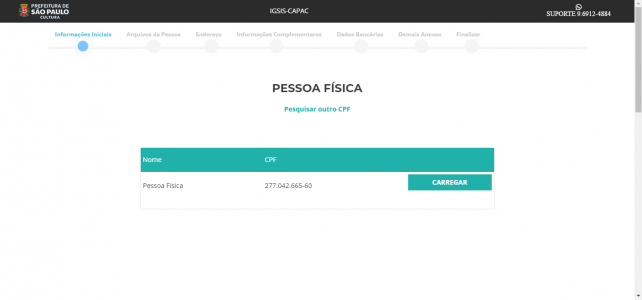 PREFEITURA DE
SÃO PAULO
CULTURA
IGSIS-CAPAC
SUPORTE 9.6912-4884
Informações Iniciais
Arquivos da Pessoa
Endereço
Informações Complementares
Dados Bancários
Demais Anexos
Finalizar
PESSOA FÍSICA
Pesquisar outro CPF
Nome CPF
Pessoa Física 277.042.665-60 CARREGAR